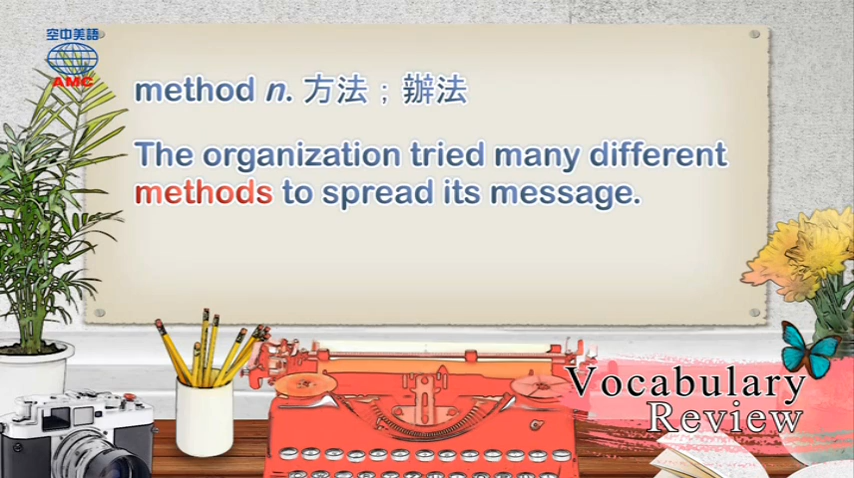 空中美語
AMC
method n. 方法；辦法
The organization tried many different
methods to spread its message.
Vocabulary
Review